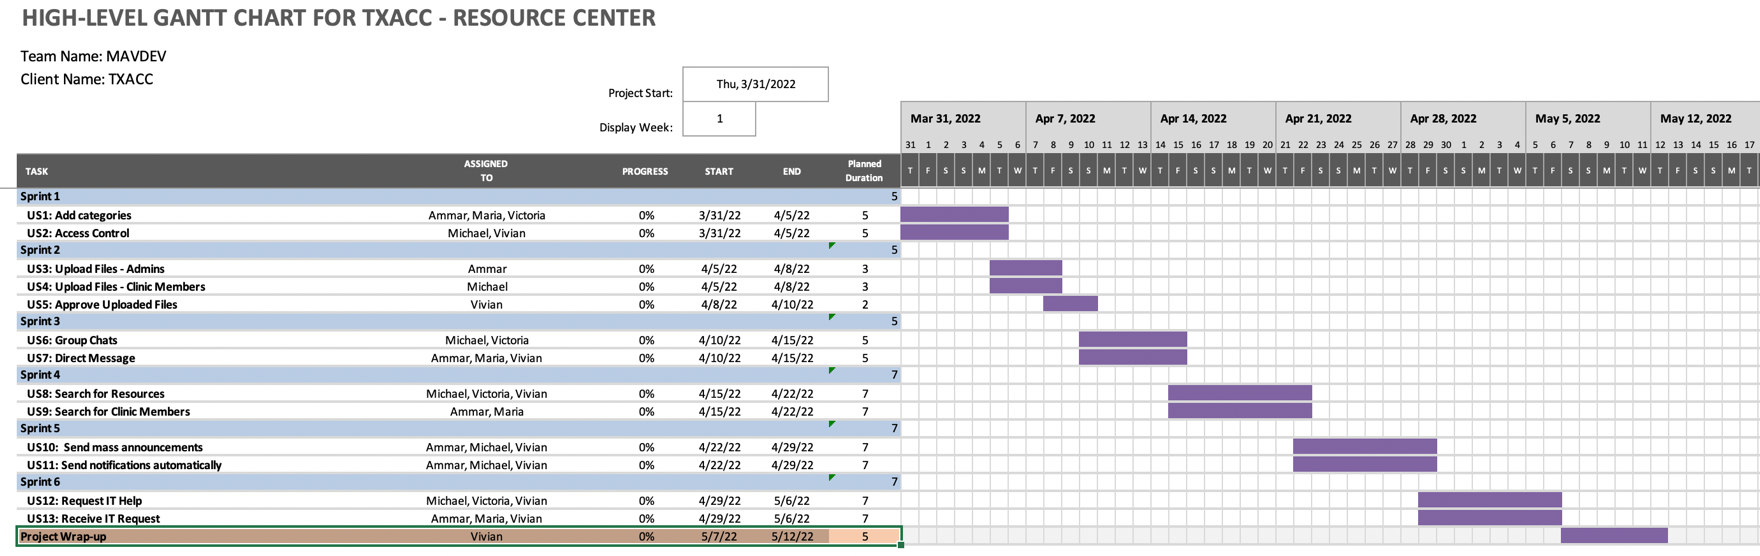 HIGH-LEVEL GANTT CHART FOR TXACC - RESOURCE CENTER
Team Name: MAVDEV
Client Name: TXACC
Project Start: Thu, 3/31/2022
Display Week: 1
Mar 31, 2022 Apr 7, 2022 Apr 14, 2022 Apr 21, 2022 Apr 28, 2022 May 5, 2022 May 12, 2022
31 1 2 3 4 5 6 7 8 9 10 11 12 13 14 15 16 17 18 19 20 21 22 23 24 25 26 27 28 29 30 1 2 3 4 5 6 7 8 9 10 11 12 13 14 15 16 17
TASK ASSIGNED TO PROGRESS START END Planned Duration T F S S M T W T F S S M T W T F S S M T W T F S S M T W T F S S M T W T F S S M T W T F S S M T
Sprint 1 5
US1: Add categories Ammar, Maria, Victoria 0% 3/31/22 4/5/22 5
US2: Access Control Michael, Vivian 0% 3/31/22 4/5/22 5
Sprint 2 5
US3: Upload Files - Admins Ammar 0% 4/5/22 4/8/22 3
US4: Upload Files - Clinic Members Michael 0% 4/5/22 4/8/22 3
US5: Approve Uploaded Files Vivian 0% 4/8/22 4/10/22 2
Sprint 3 5
US6: Group Chats Michael, Victoria 0% 4/10/22 4/15/22 5
US7: Direct Message Ammar, Maria, Vivian 0% 4/10/22 4/15/22 5
Sprint 4 7
US8: Search for Resources Michael, Victoria, Vivian 0% 4/15/22 4/22/22 7
US9: Search for Clinic Members Ammar, Maria 0% 4/15/22 4/22/22 7
Sprint 5 7
US10: Send mass announcements Ammar, Michael, Vivian 0% 4/22/22 4/29/22 7
US11: Send notifications automatically Ammar, Michael, Vivian 0% 4/22/22 4/29/22 7
Sprint 6 7
US12: Request IT Help Michael, Victoria, Vivian 0% 4/29/22 5/6/22 7
US13: Receive IT Request Ammar, Maria, Vivian 0% 4/29/22 5/6/22 7
Project Wrap-up Vivian 0% 5/7/22 5/12/22 5